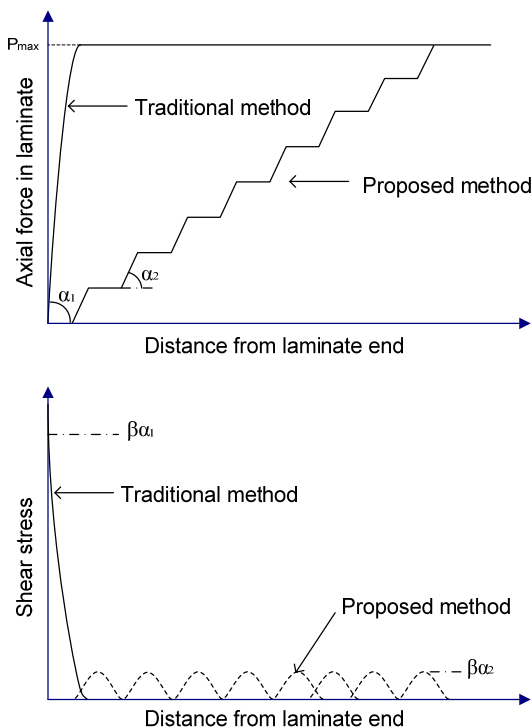 Pmax
Axial force in laminate
Traditional method
Proposed method
α1
α2
Distance from laminate end
βα1
Shear stress
Traditional method
Proposed method
βα2
Distance from laminate end